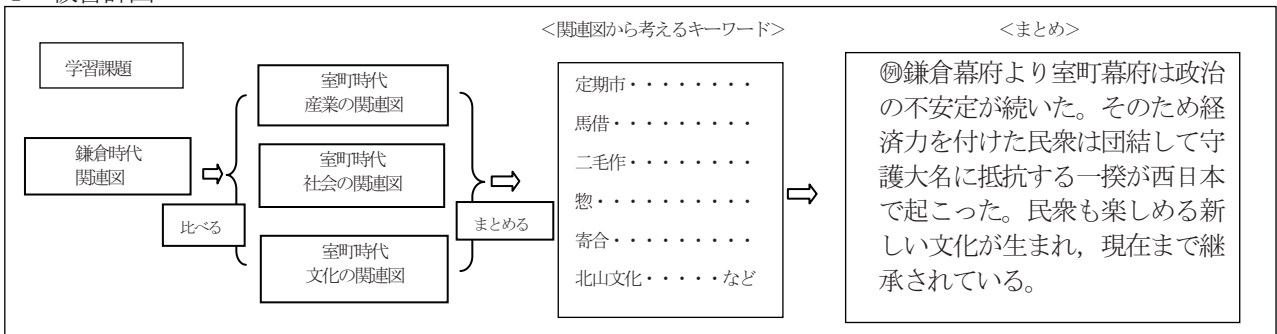 学習課題
鎌倉時代
関連図
比べる
室町時代
産業の関連図
室町時代
社会の関連図
室町時代
文化の関連図
まとめる
＜関連図から考えるキーワード＞
定期市・・・・・・・・
馬借・・・・・・・・・
二毛作・・・・・・・・
惣・・・・・・・・・・
寄合・・・・・・・・・
北山文化・・・・・など
＜まとめ＞
㋹鎌倉幕府より室町幕府は政治
の不安定が続いた。そのため経
済力を付けた民衆は団結して守
護大名に抵抗する一揆が西日本
で起こった。民衆も楽しめる新
しい文化が生まれ，現在まで継
承されている。